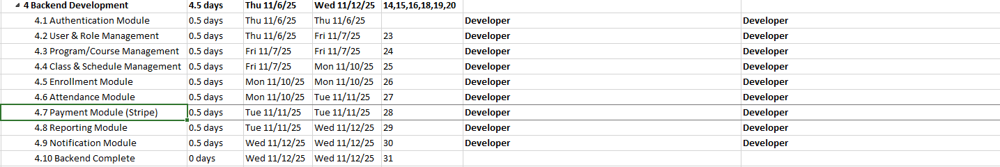 4 Backend Development 4.5 days Thu 11/6/25 Wed 11/12/25 14,15,16,18,19,20
4.1 Authentication Module 0.5 days Thu 11/6/25 Thu 11/6/25 Developer Developer
4.2 User & Role Management 0.5 days Thu 11/6/25 Fri 11/7/25 23 Developer Developer
4.3 Program/Course Management 0.5 days Fri 11/7/25 Fri 11/7/25 24 Developer Developer
4.4 Class & Schedule Management 0.5 days Fri 11/7/25 Mon 11/10/25 25 Developer Developer
4.5 Enrollment Module 0.5 days Mon 11/10/25 Mon 11/10/25 26 Developer Developer
4.6 Attendance Module 0.5 days Mon 11/10/25 Tue 11/11/25 27 Developer Developer
4.7 Payment Module (Stripe) 0.5 days Tue 11/11/25 Tue 11/11/25 28 Developer Developer
4.8 Reporting Module 0.5 days Tue 11/11/25 Wed 11/12/25 29 Developer Developer
4.9 Notification Module 0.5 days Wed 11/12/25 Wed 11/12/25 30 Developer Developer
4.10 Backend Complete 0 days Wed 11/12/25 Wed 11/12/25 31